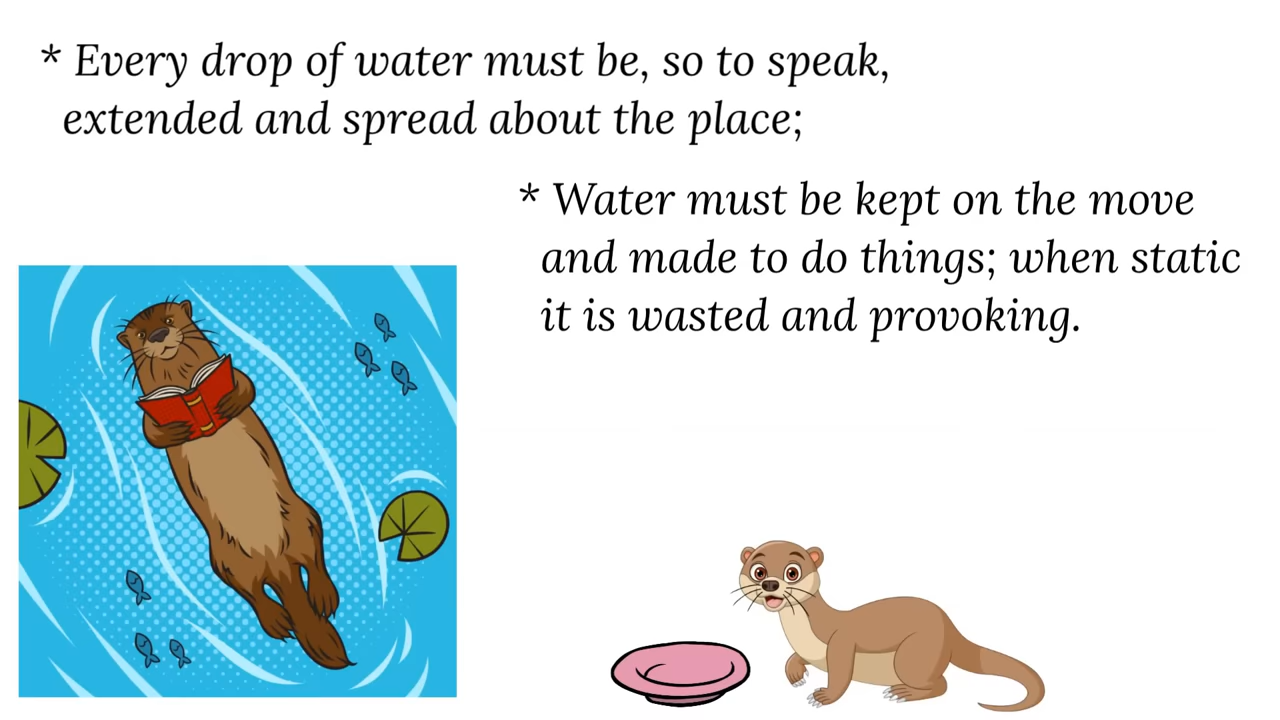 * Every drop of water must be, so to speak,
extended and spread about the place;
* Water must be kept on the move
and made to do things; when static
it is wasted and provoking.